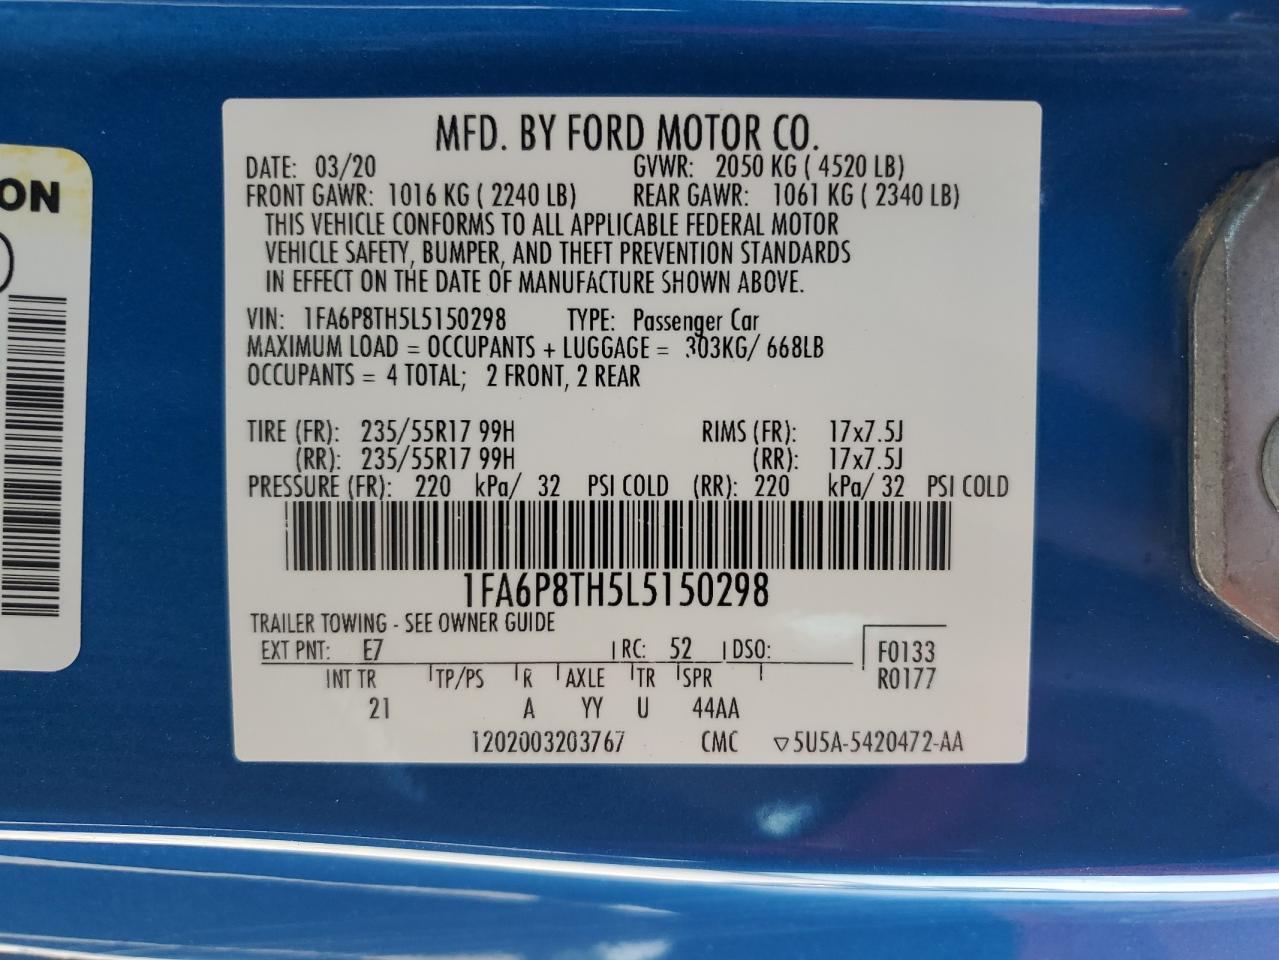 ON
MFD. BY FORD MOTOR CO.
DATE: 03/20 GVWR: 2050 KG ( 4520 LB)
FRONT GAWR: 1016 KG ( 2240 LB) REAR GAWR: 1061 KG ( 2340 LB)
THIS VEHICLE CONFORMS TO ALL APPLICABLE FEDERAL MOTOR
VEHICLE SAFETY, BUMPER, AND THEFT PREVENTION STANDARDS
IN EFFECT ON THE DATE OF MANUFACTURE SHOWN ABOVE.
VIN: 1FA6P8TH5L5150298 TYPE: Passenger Car
MAXIMUM LOAD = OCCUPANTS + LUGGAGE = 303KG/ 668LB
OCCUPANTS = 4 TOTAL; 2 FRONT, 2 REAR
TIRE (FR): 235/55R17 99H RIMS (FR): 17x7.5J
(RR): 235/55R17 99H (RR): 17x7.5J
PRESSURE (FR): 220 kPa/ 32 PSI COLD (RR): 220 kPa/ 32 PSI COLD
1FA6P8TH5L5150298
TRAILER TOWING - SEE OWNER GUIDE
EXT PNT: E7 RC: 52 DSO: F0133
INT TR TP/PS R AXLE TR SPR R0177
21 A YY U 44AA
1202003203767 CMC ▽5U5A-5420472-AA